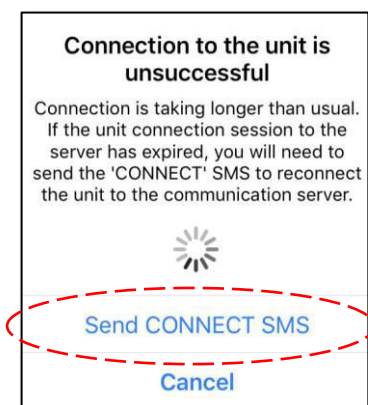 Connection to the unit is
unsuccessful
Connection is taking longer than usual.
If the unit connection session to the
server has expired, you will need to
send the 'CONNECT' SMS to reconnect
the unit to the communication server.
Send CONNECT SMS
Cancel